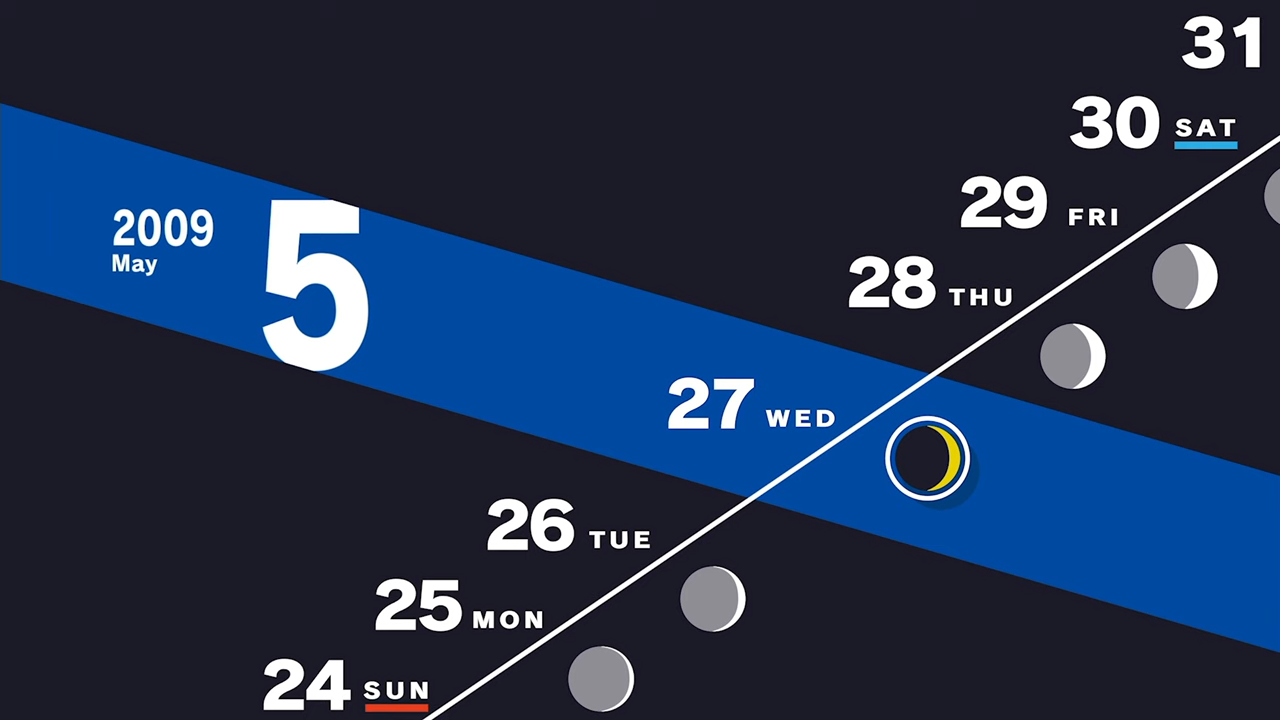 31
30 SAT
29 FRI
28 THU
2009
May
5
27 WED
26 TUE
25 MON
24 SUN